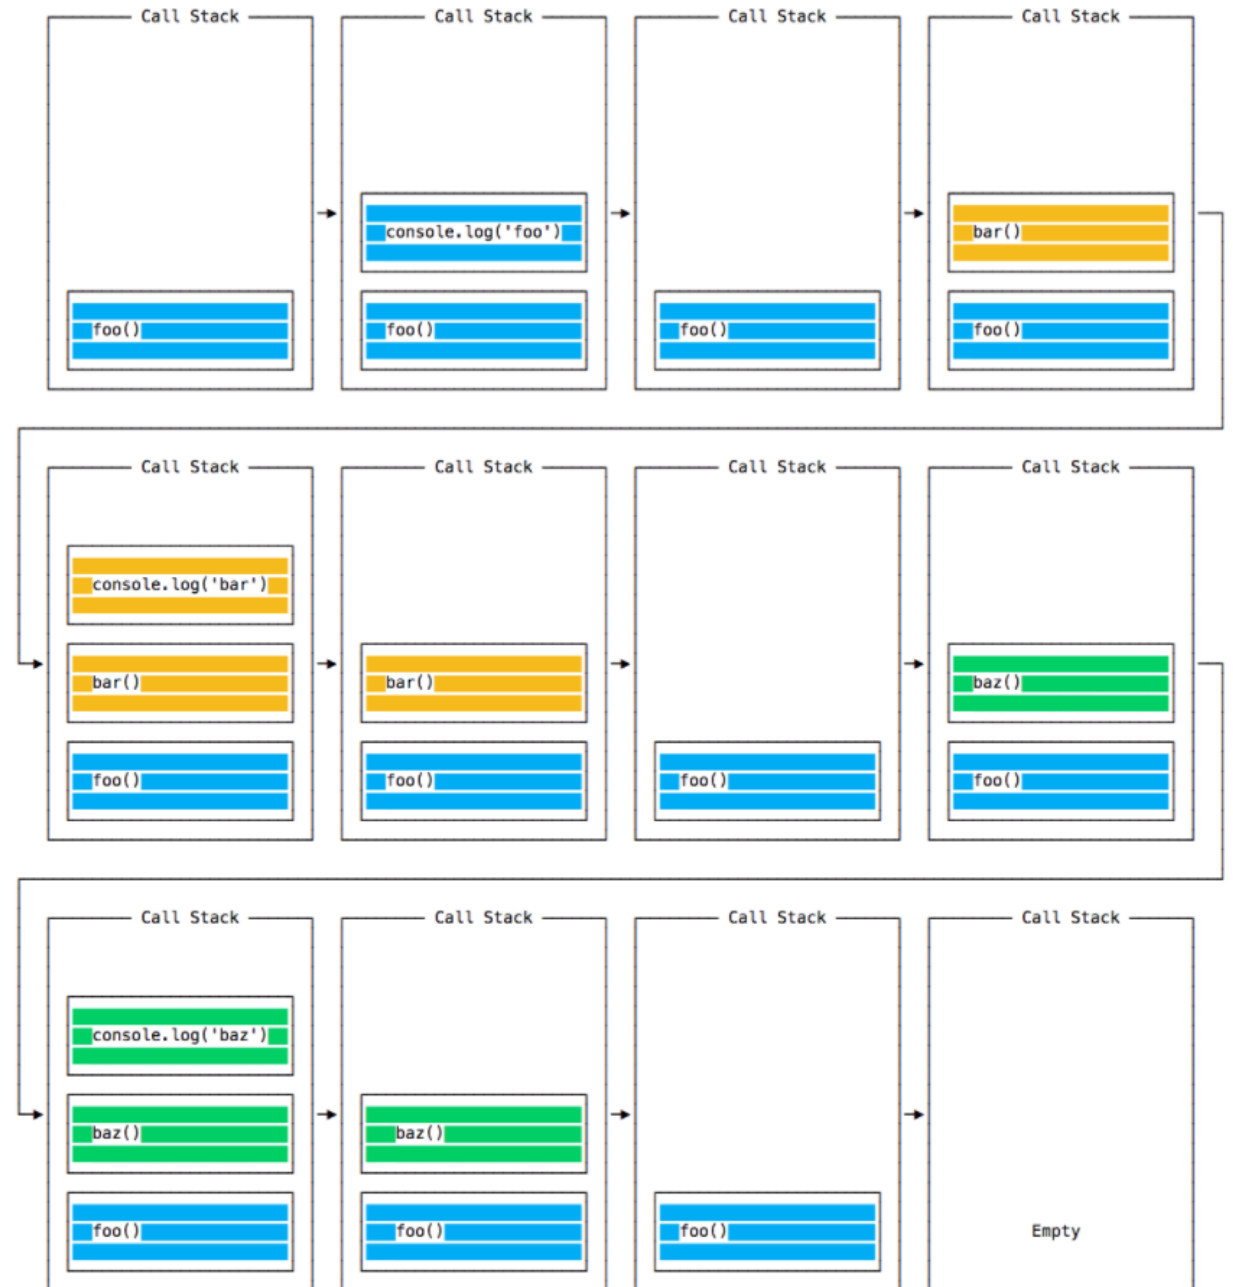 Call Stack Call Stack Call Stack Call Stack
console.log('foo') bar()
foo() foo() foo() foo()
Call Stack Call Stack Call Stack Call Stack
console.log('bar')
bar() bar() baz()
foo() foo() foo() foo()
Call Stack Call Stack Call Stack Call Stack
console.log('baz')
baz() baz()
foo() foo() foo() Empty